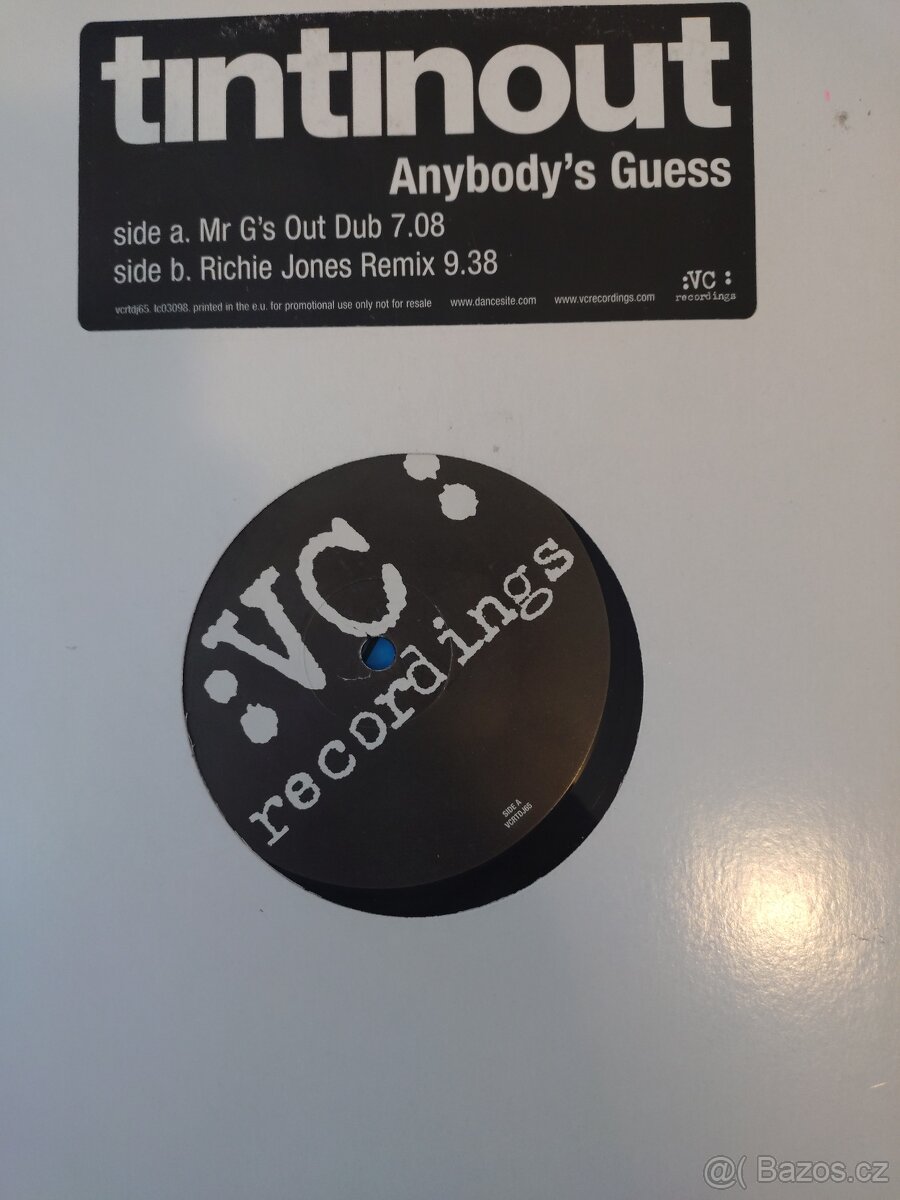 tintinout
Anybody's Guess
side a. Mr G's Out Dub 7.08
side b. Richie Jones Remix 9.38
:VC :
recordings
vcrtdj65. lc03098. printed in the e.u. for promotional use only not for resale www.dancesite.com www.vcrecordings.com
:VC :
recordings
SIDE A
VCRTDJ65
@( Bazos.cz